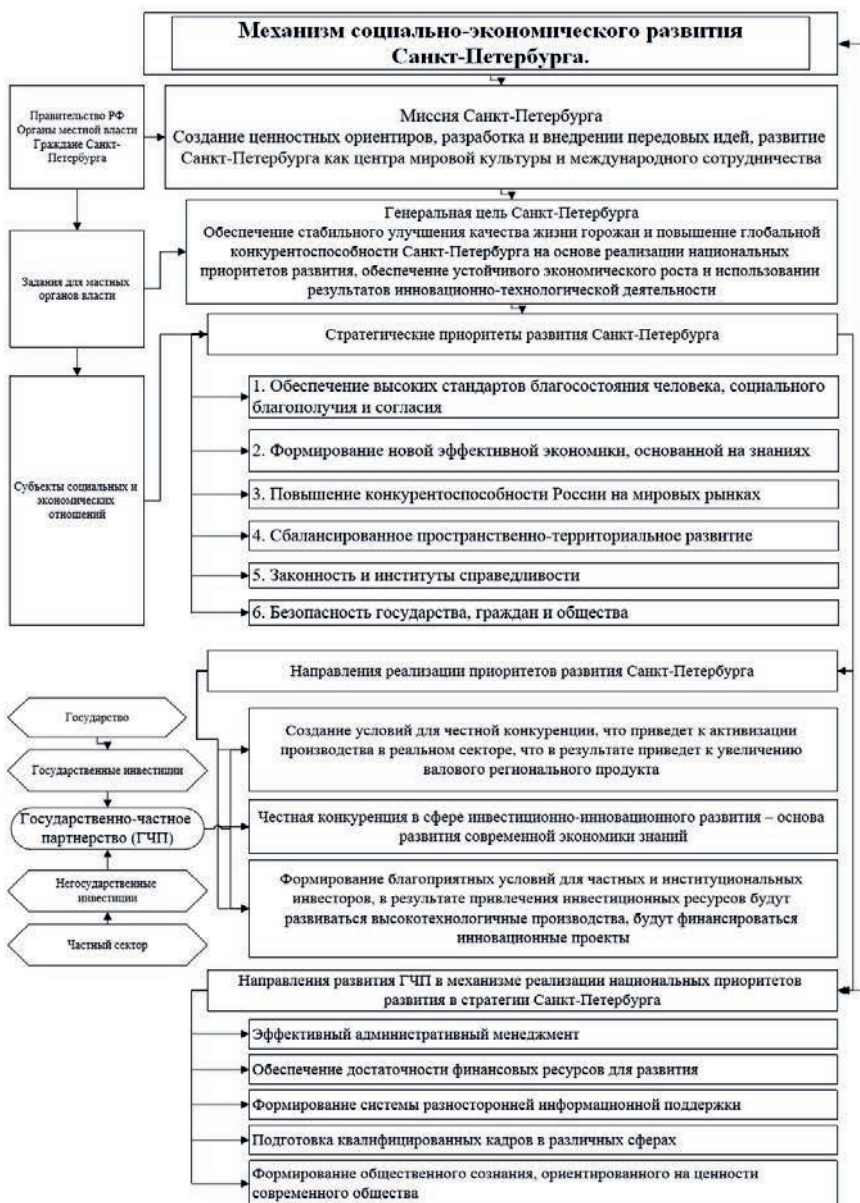 Механизм социально-экономического развития
Санкт-Петербурга.
Правительство РФ
Органы местной власти
Граждане Санкт-
Петербурга
Миссия Санкт-Петербурга
Создание ценностных ориентиров, разработка и внедрении передовых идей, развитие
Санкт-Петербурга как центра мировой культуры и международного сотрудничества
Генеральная цель Санкт-Петербурга
Обеспечение стабильного улучшения качества жизни горожан и повышение глобальной
конкурентоспособности Санкт-Петербурга на основе реализации национальных
приоритетов развития, обеспечение устойчивого экономического роста и использовании
результатов инновационно-технологической деятельности
Задания для мастных
органов власти
Стратегические приоритеты развития Санкт-Петербурга
Субъекты социальных и
экономических
отношений
1. Обеспечение высоких стандартов благосостояния человека, социального
благополучия и согласия
2. Формирование новой эффективной экономики, основанной на знаниях
3. Повышение конкурентоспособности России на мировых рынках
4. Сбалансированное пространственно-территориальное развитие
5. Законность и институты справедливости
6. Безопасность государства, граждан и общества
Направления реализации приоритетов развития Санкт-Петербурга
Государство
Государственные инвестиции
Государственно-частное
партнерство (ГЧП)
Негосударственные
инвестиции
Частный сектор
Создание условий для честной конкуренции, что приведет к активизации
производства в реальном секторе, что в результате приведет к увеличению
валового регионального продукта
Честная конкуренция в сфере инвестиционно-инновационного развития – основа
развития современной экономики знаний
Формирование благоприятных условий для частных и институциональных
инвесторов, в результате привлечения инвестиционных ресурсов будут
развиваться высокотехнологичные производства, будут финансироваться
инновационные проекты
Направления развития ГЧП в механизме реализации национальных приоритетов
развития в стратегии Санкт-Петербурга
Эффективный административный менеджмент
Обеспечение достаточности финансовых ресурсов для развития
Формирование системы разносторонней информационной поддержки
Подготовка квалифицированных кадров в различных сферах
Формирование общественного сознания, ориентированного на ценности
современного общества